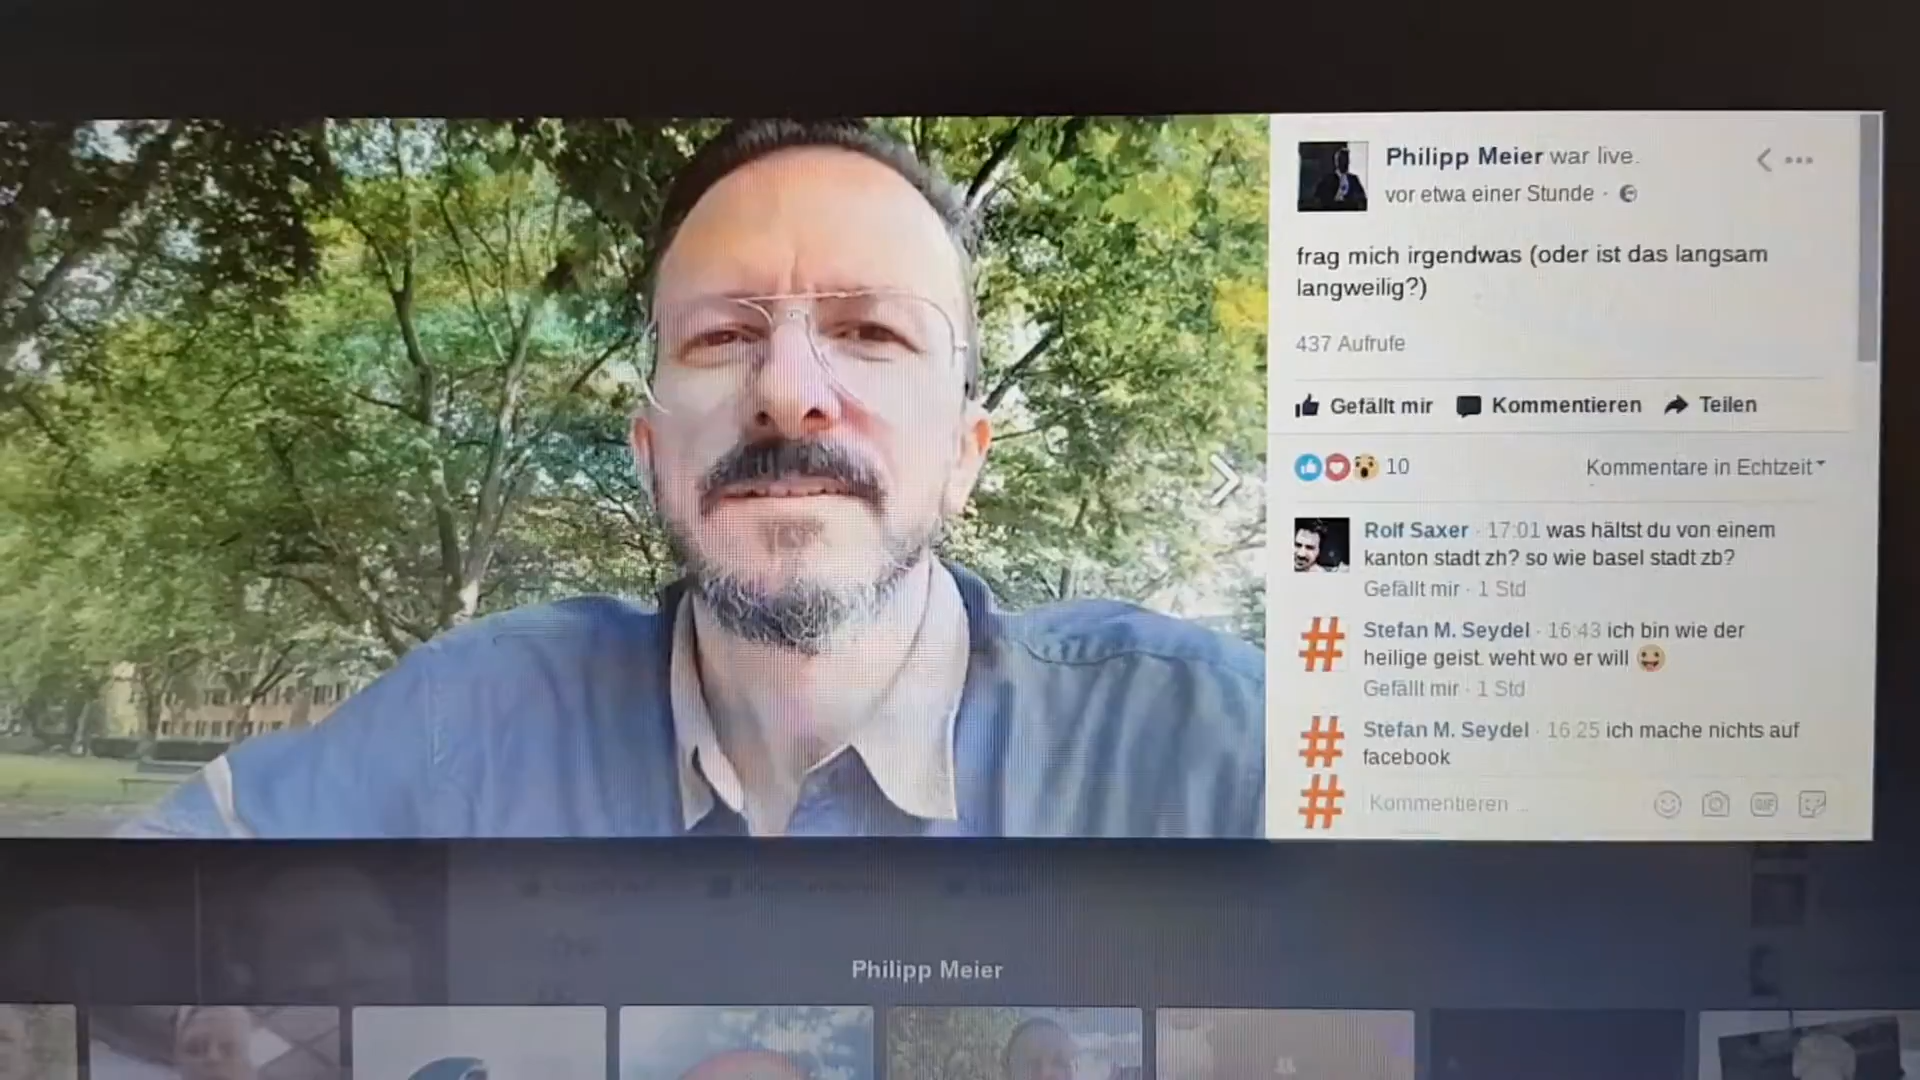 Philipp Meier war live.
vor etwa einer Stunde ·
frag mich irgendwas (oder ist das langsam
langweilig?)
437 Aufrufe
Gefällt mir Kommentieren Teilen
10 Kommentare in Echtzeit
Rolf Saxer · 17:01 was hältst du von einem
kanton stadt zh? so wie basel stadt zb?
Gefällt mir · 1 Std
Stefan M. Seydel · 16:43 ich bin wie der
heilige geist. weht wo er will
Gefällt mir · 1 Std
Stefan M. Seydel · 16:25 ich mache nichts auf
facebook
Kommentieren ...
GIF
Philipp Meier